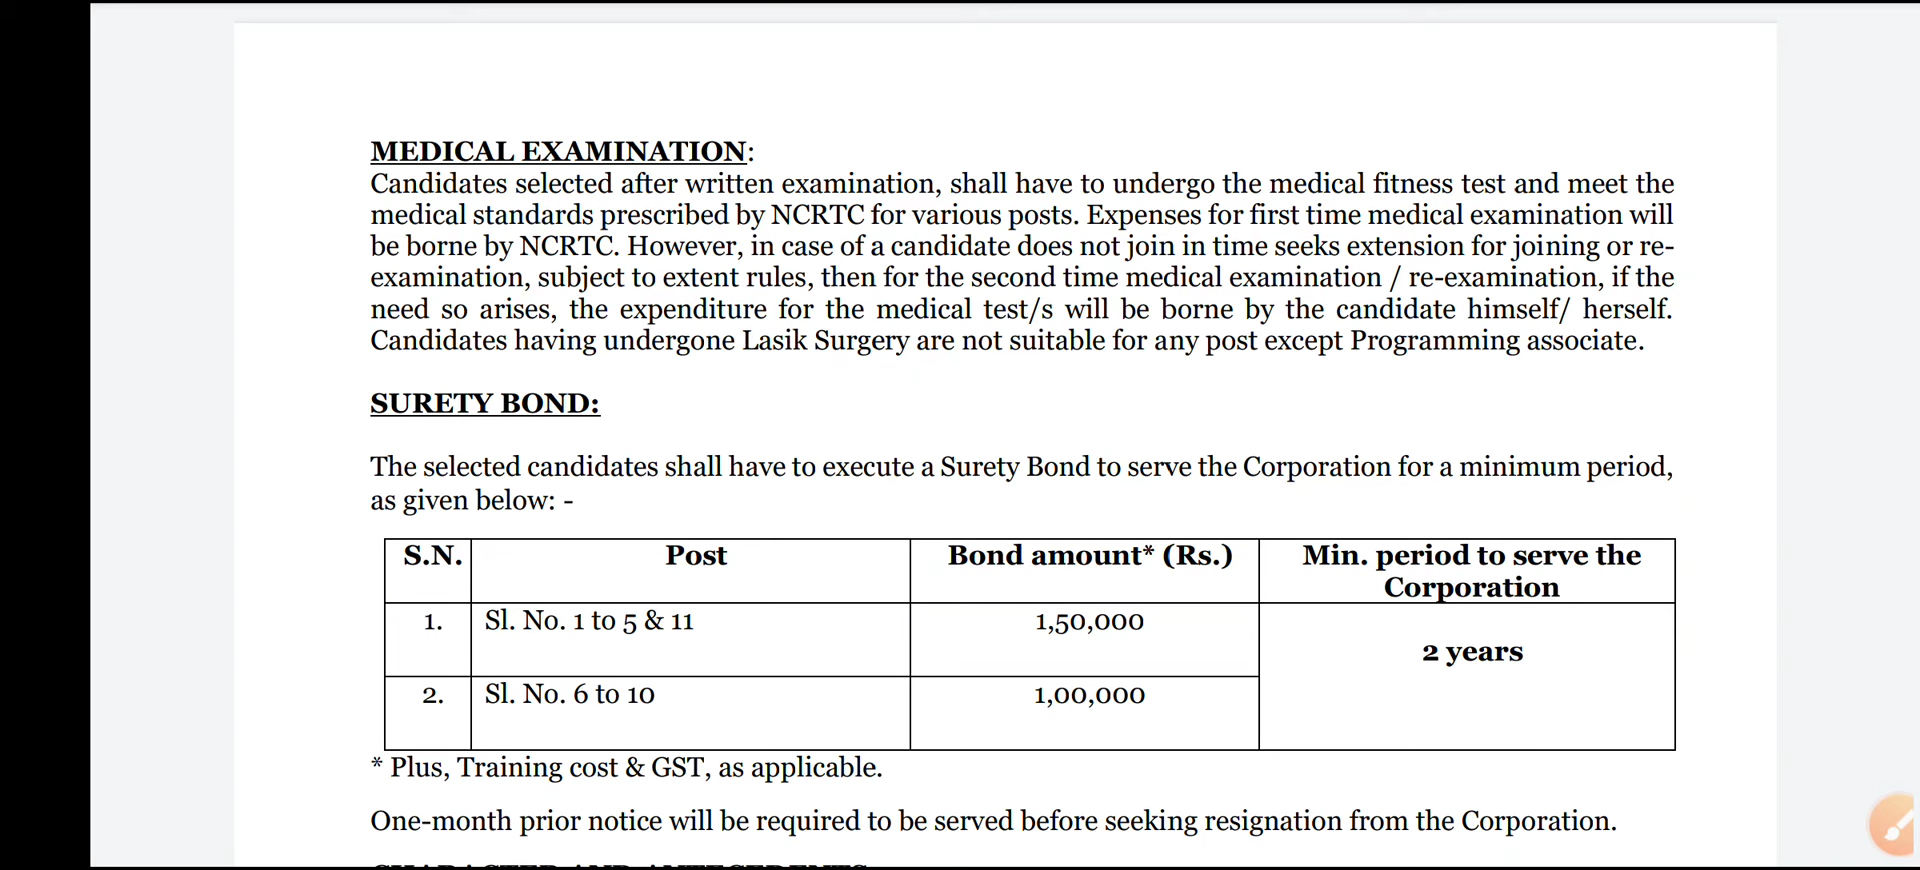 MEDICAL EXAMINATION:
Candidates selected after written examination, shall have to undergo the medical fitness test and meet the
medical standards prescribed by NCRTC for various posts. Expenses for first time medical examination will
be borne by NCRTC. However, in case of a candidate does not join in time seeks extension for joining or re-
examination, subject to extent rules, then for the second time medical examination / re-examination, if the
need so arises, the expenditure for the medical test/s will be borne by the candidate himself/ herself.
Candidates having undergone Lasik Surgery are not suitable for any post except Programming associate.
SURETY BOND:
The selected candidates shall have to execute a Surety Bond to serve the Corporation for a minimum period,
as given below: -
S.N. Post Bond amount* (Rs.) Min. period to serve the
Corporation
1. Sl. No. 1 to 5 & 11 1,50,000
2 years
2. Sl. No. 6 to 10 1,00,000
* Plus, Training cost & GST, as applicable.
One-month prior notice will be required to be served before seeking resignation from the Corporation.